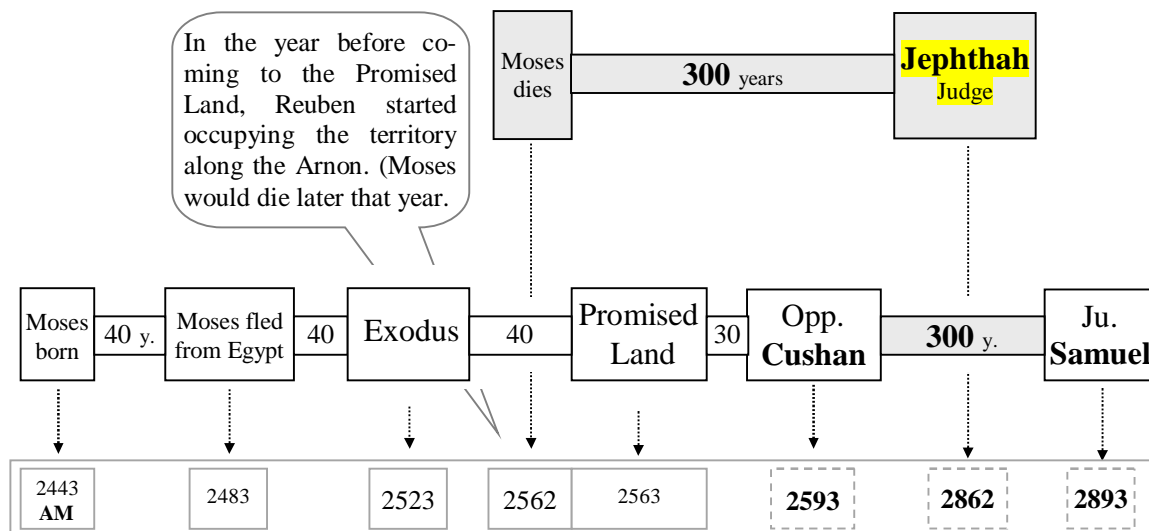 In the year before co-
ming to the Promised
Land, Reuben started
occupying the territory
along the Arnon. (Moses
would die later that year.
Moses
dies
300 years
Jephthah
Judge
Moses
born
40 y.
Moses fled
from Egypt
40
Exodus
40
Promised
Land
30
Opp.
Cushan
300 y.
Ju.
Samuel
2443
AM
2483
2523
2562
2563
2593
2862
2893